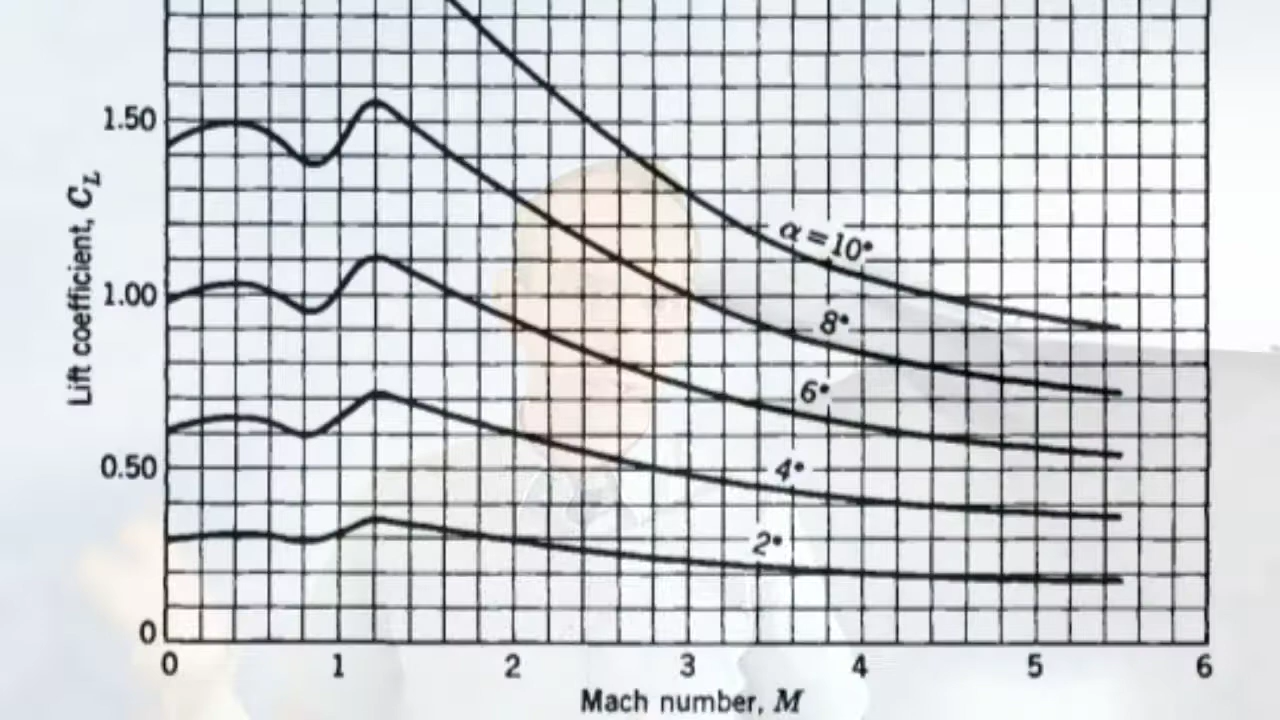 1.50
1.00
0.50
0
Lift coefficient, C_L
α = 10°
8°
6°
4°
2°
0 1 2 3 4 5 6
Mach number, M